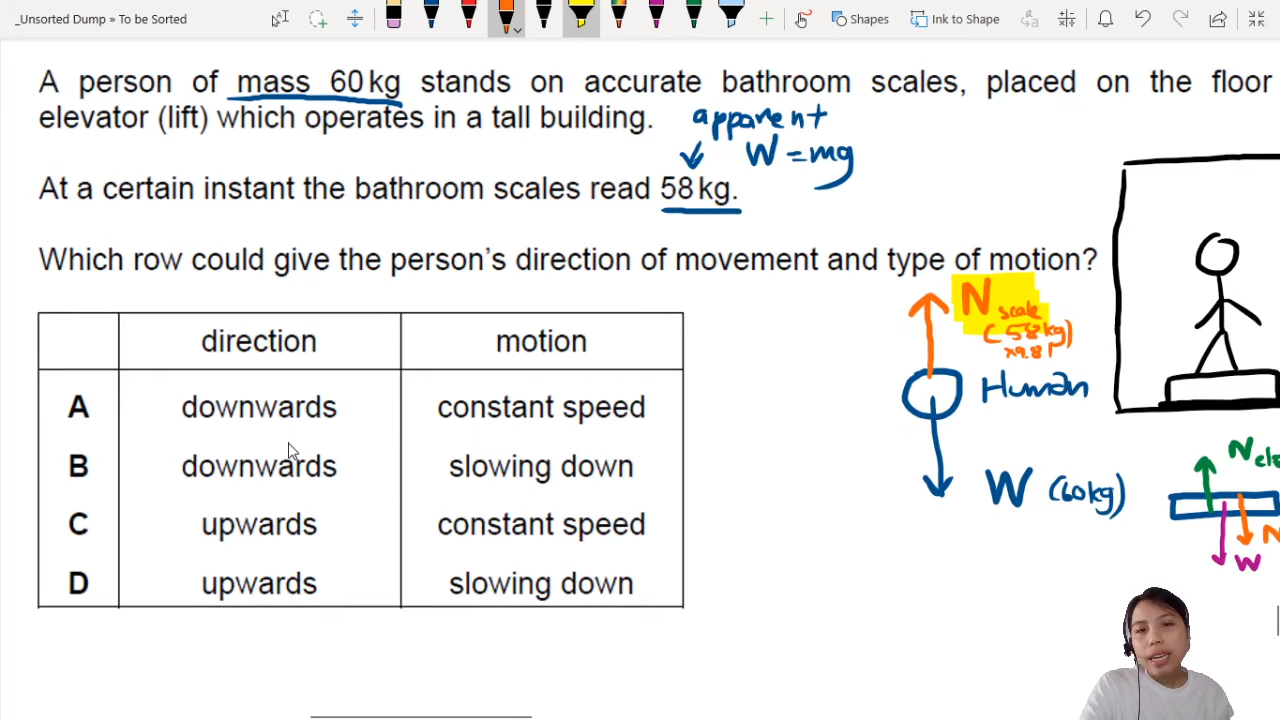 _Unsorted Dump » To be Sorted
Shapes
Ink to Shape
A person of mass 60 kg stands on accurate bathroom scales, placed on the floor
elevator (lift) which operates in a tall building.
apparent
W = mg
At a certain instant the bathroom scales read 58 kg.
Which row could give the person's direction of movement and type of motion?
N scale
(58kg)
x9.81
Human
W (60kg)
direction motion
A downwards constant speed
B downwards slowing down
C upwards constant speed
D upwards slowing down
N
N
W